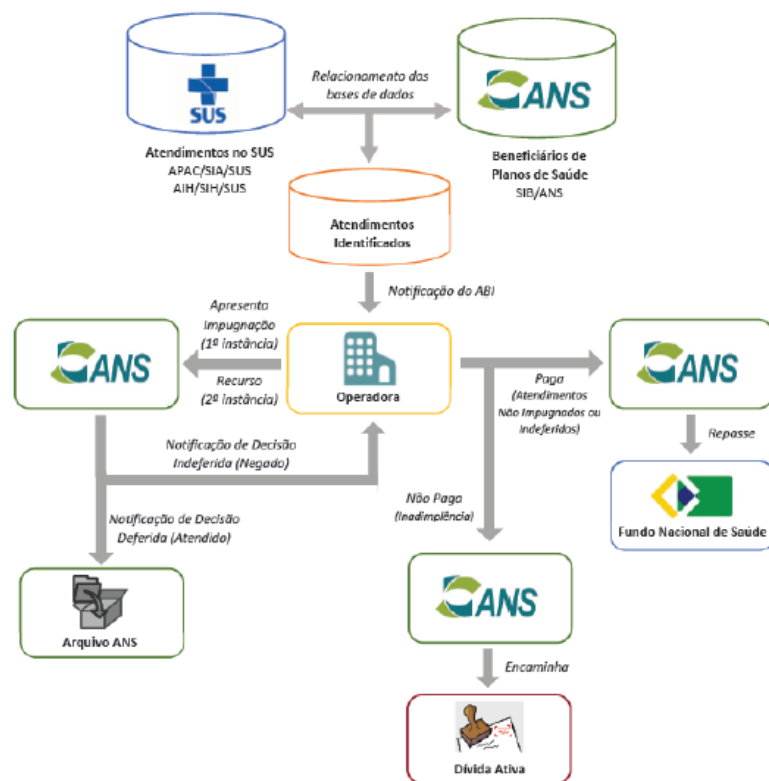 SUS
Relacionamento das
bases de dados
ANS
Atendimentos no SUS
APAC/SIA/SUS
AIH/SIH/SUS
Beneficiários de
Planos de Saúde
SIB/ANS
Atendimentos
Identificados
Notificação do ABI
Apresenta
Impugnação
(1ª instância)
Recurso
(2ª instância)
ANS
Operadora
Paga
(Atendimentos
Não Impugnados ou
Indeferidos)
ANS
Repasse
Fundo Nacional de Saúde
Notificação de Decisão
Indeferida (Negado)
Não Paga
(Inadimplência)
Notificação de Decisão
Deferida (Atendido)
ANS
Arquivo ANS
Encaminha
Dívida Ativa